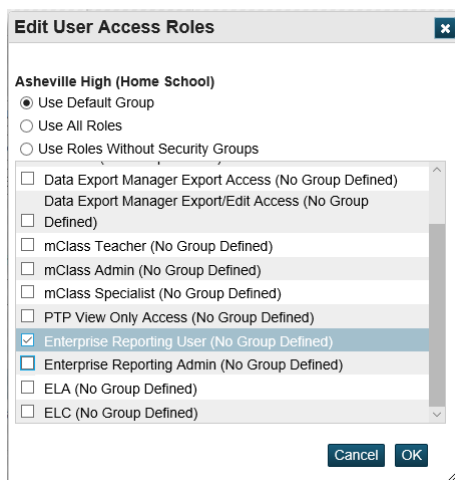 Edit User Access Roles
Asheville High (Home School)
Use Default Group
Use All Roles
Use Roles Without Security Groups
Data Export Manager Export Access (No Group Defined)
Data Export Manager Export/Edit Access (No Group
Defined)
mClass Teacher (No Group Defined)
mClass Admin (No Group Defined)
mClass Specialist (No Group Defined)
PTP View Only Access (No Group Defined)
Enterprise Reporting User (No Group Defined)
Enterprise Reporting Admin (No Group Defined)
ELA (No Group Defined)
ELC (No Group Defined)
Cancel OK